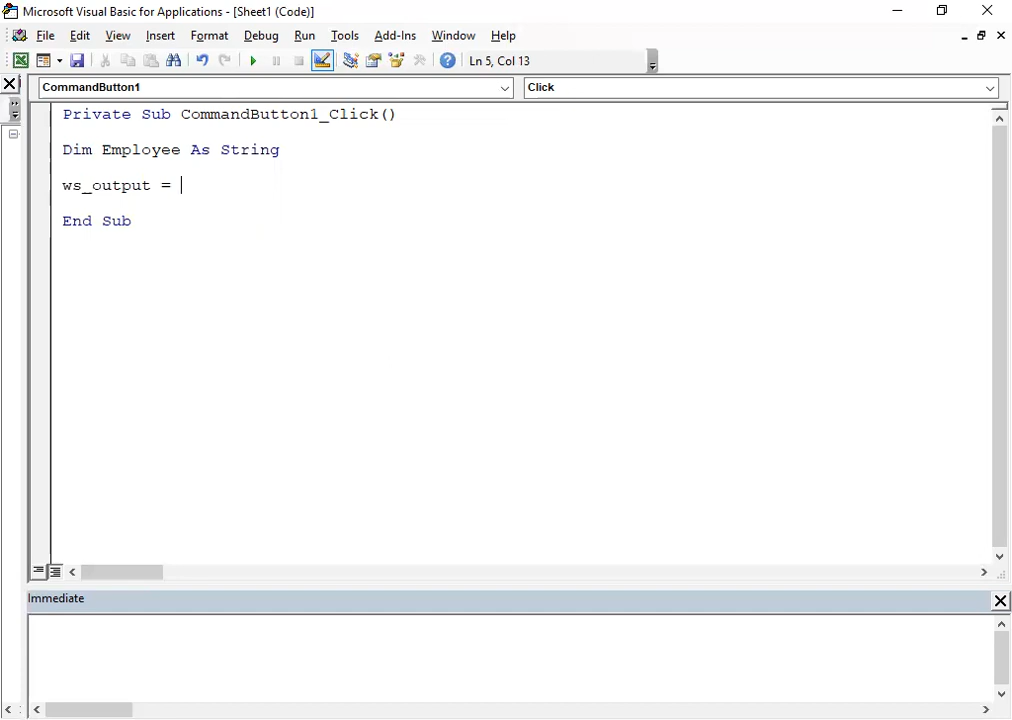 Microsoft Visual Basic for Applications - [Sheet1 (Code)]
File Edit View Insert Format Debug Run Tools Add-Ins Window Help
Ln 5, Col 13
CommandButton1 Click
Private Sub CommandButton1_Click()
Dim Employee As String
ws_output =
End Sub
Immediate